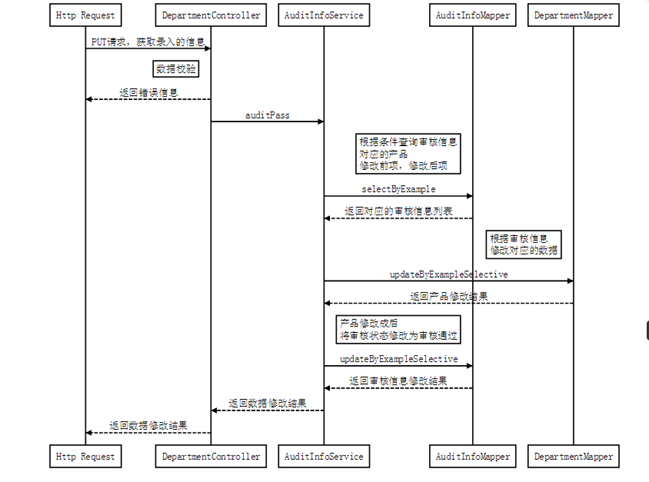 Http Request
DepartmentController
AuditInfoService
AuditInfoMapper
DepartmentMapper
PUT请求, 获取录入的信息
数据校验
返回错误信息
auditPass
根据条件查询审核信息
对应的产品
修改前项, 修改后项
selectByExample
返回对应的审核信息列表
根据审核信息
修改对应的数据
updateByExampleSelective
返回产品修改结果
产品修改成后
将审核状态修改为审核通过
updateByExampleSelective
返回审核信息修改结果
返回数据修改结果
返回数据修改结果
Http Request
DepartmentController
AuditInfoService
AuditInfoMapper
DepartmentMapper